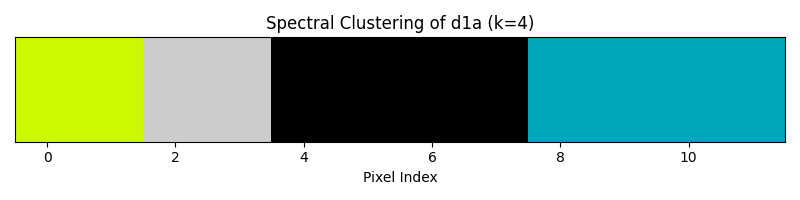 Spectral Clustering of d1a (k=4)
0 2 4 6 8 10
Pixel Index